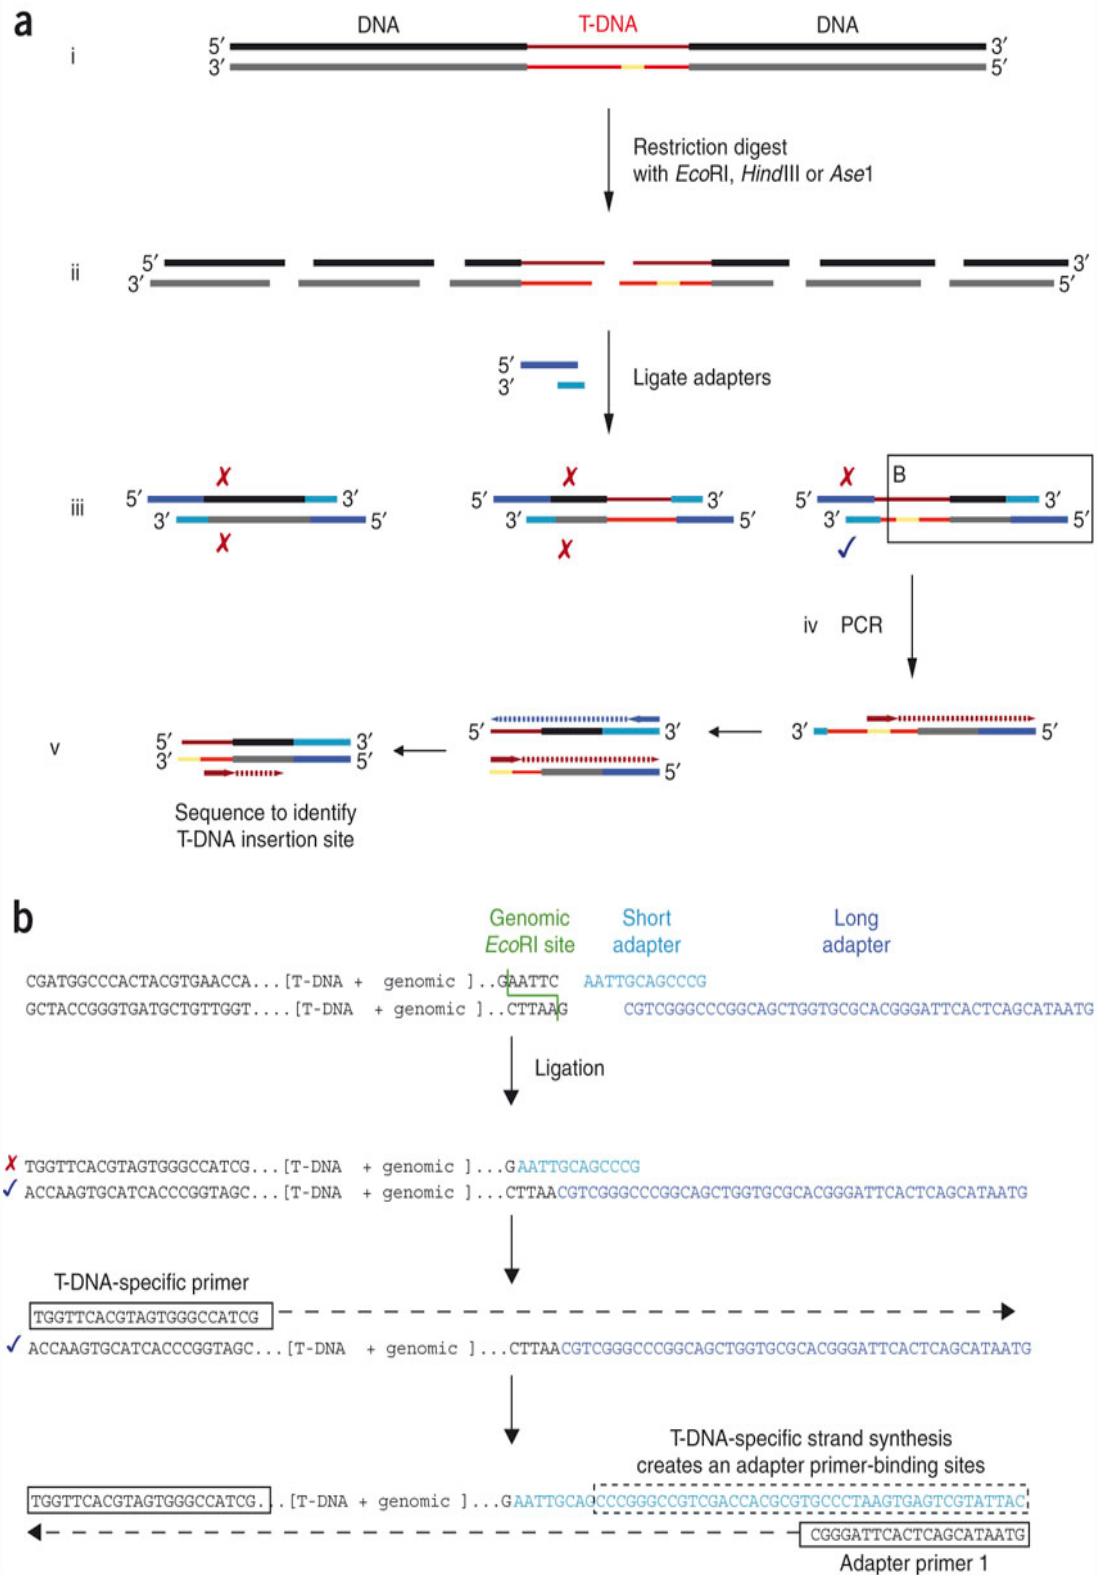 a
DNA T-DNA DNA
i 5′ 3′
3′ 5′
Restriction digest
with EcoRI, HindIII or Ase1
ii 5′ 3′
3′ 5′
5′
3′ Ligate adapters
✗ ✗ ✗ B
iii 5′ 3′ 5′ 3′ 5′ 3′
3′ 5′ 3′ 5′ 3′ 5′
✗ ✗ ✓
iv PCR
v 5′ 3′ 5′ 3′ 3′ 5′
3′ 5′ 5′
Sequence to identify
T-DNA insertion site
b
Genomic Short Long
EcoRI site adapter adapter
CGATGGCCCACTACGTGAACCA...[T-DNA + genomic ]..GAATTC AATTGCAGCCCG
GCTACCGGGTGATGCTGTTGGT....[T-DNA + genomic ]..CTTAAG CGTCGGGCCCGGCAGCTGGTGCGCACGGGATTCACTCAGCATAATG
Ligation
✗ TGGTTCACGTAGTGGGCCATCG...[T-DNA + genomic ]...GAATTGCAGCCCG
✓ ACCAAGTGCATCACCCGGTAGC...[T-DNA + genomic ]...CTTAACGTCGGGCCCGGCAGCTGGTGCGCACGGGATTCACTCAGCATAATG
T-DNA-specific primer
TGGTTCACGTAGTGGGCCATCG
✓ ACCAAGTGCATCACCCGGTAGC...[T-DNA + genomic ]...CTTAACGTCGGGCCCGGCAGCTGGTGCGCACGGGATTCACTCAGCATAATG
T-DNA-specific strand synthesis
creates an adapter primer-binding sites
TGGTTCACGTAGTGGGCCATCG...[T-DNA + genomic ]...GAATTGCAGCCCGGGCCGTCGACCACGCGTGCCCTAAGTGAGTCGTATTAC
CGGGATTCACTCAGCATAATG
Adapter primer 1